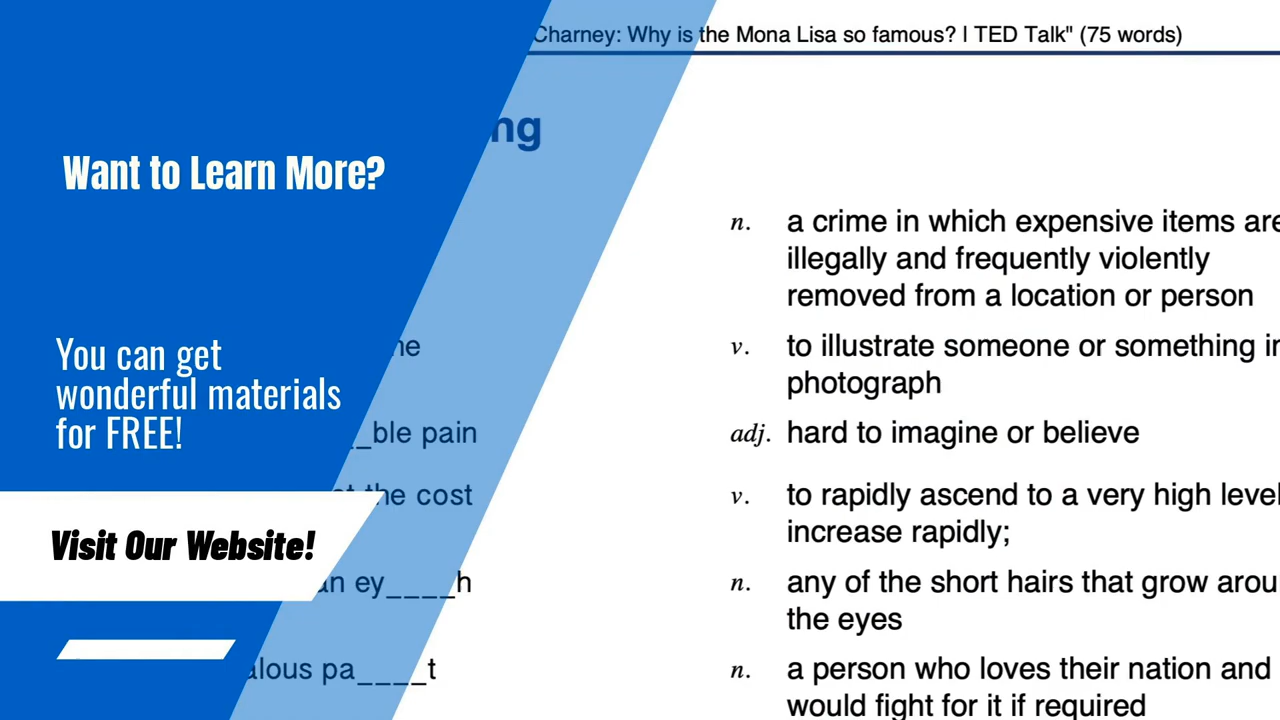 Charney: Why is the Mona Lisa so famous? | TED Talk" (75 words)
ng
Want to Learn More?
You can get
wonderful materials
for FREE!
Visit Our Website!
n. a crime in which expensive items are
illegally and frequently violently
removed from a location or person
ne
v. to illustrate someone or something in
photograph
_ble pain
adj. hard to imagine or believe
the cost
v. to rapidly ascend to a very high level
increase rapidly;
an ey____h
n. any of the short hairs that grow arou
the eyes
alous pa____t
n. a person who loves their nation and
would fight for it if required